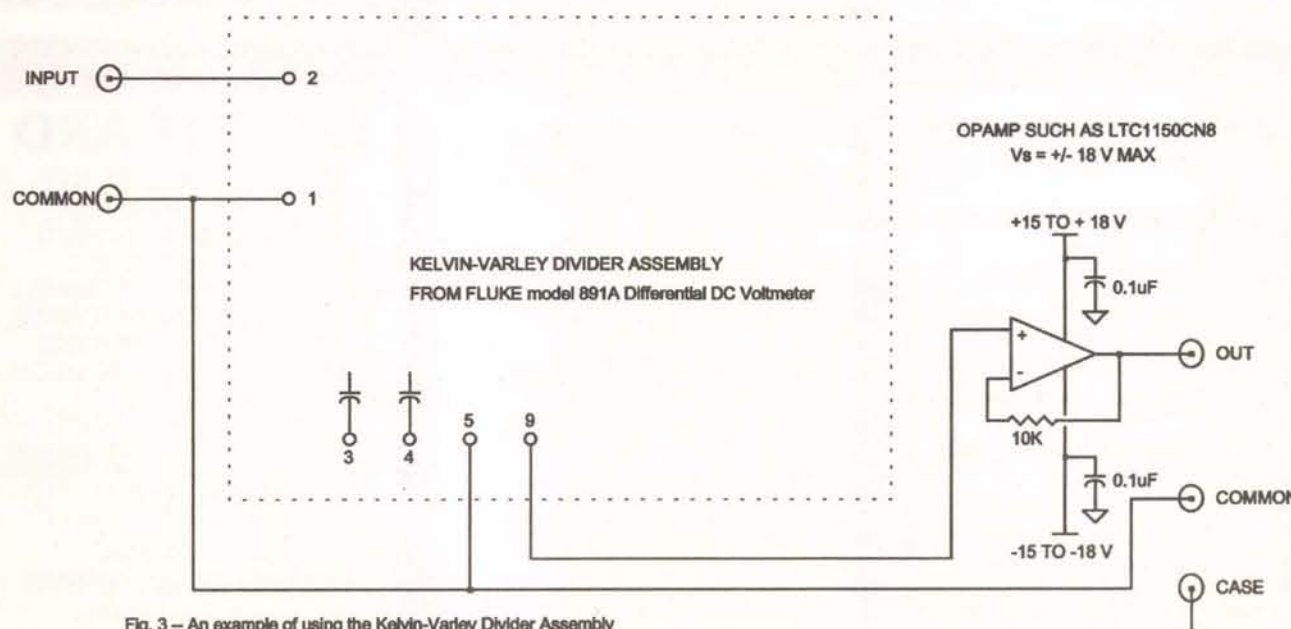 INPUT
2
COMMON
1
KELVIN-VARLEY DIVIDER ASSEMBLY
FROM FLUKE model 891A Differential DC Voltmeter
OPAMP SUCH AS LTC1150CN8
Vs = +/- 18 V MAX
+15 TO + 18 V
0.1uF
+
-
OUT
10K
3
4
5
9
0.1uF
COMMON
-15 TO -18 V
CASE
Fig. 3 -- An example of using the Kelvin-Varley Divider Assembly